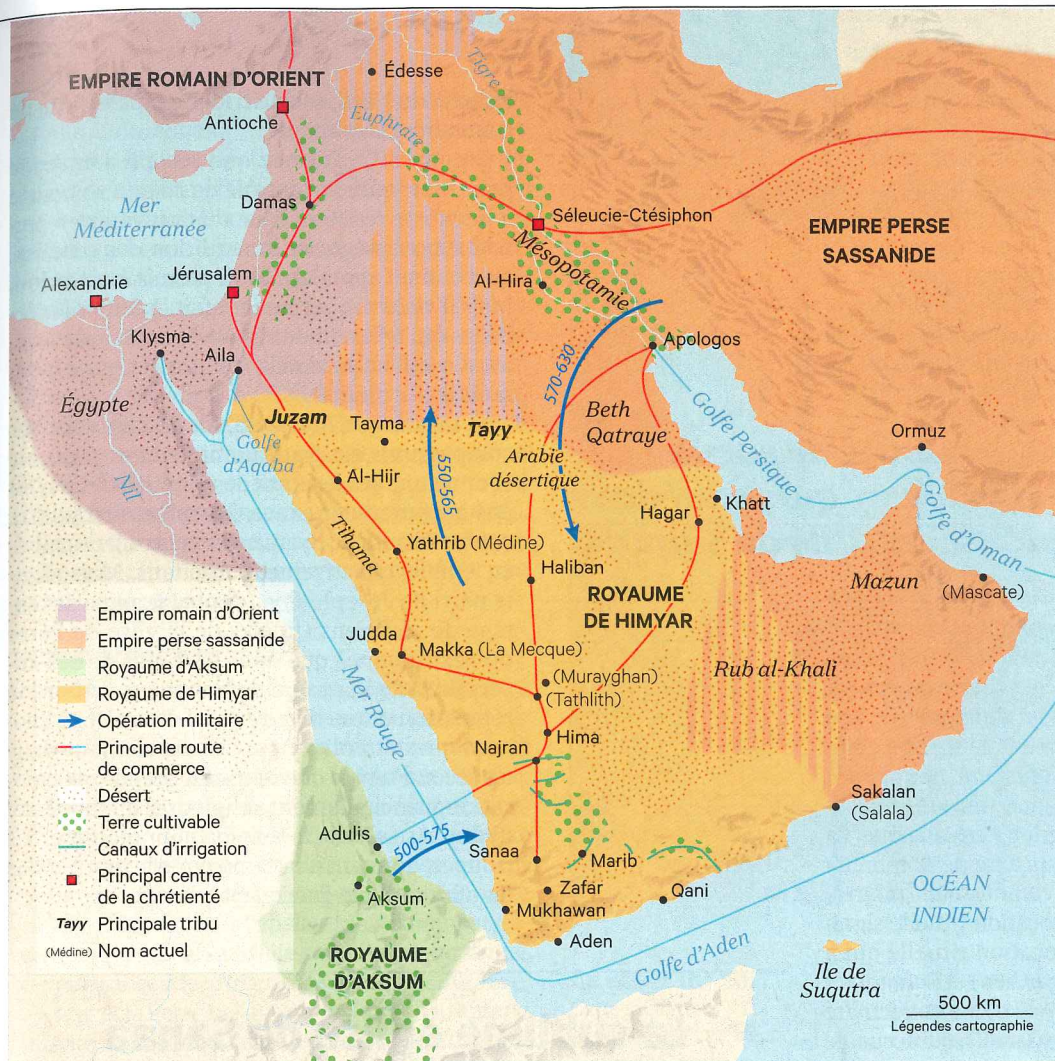 EMPIRE ROMAIN D'ORIENT
Édesse
Tigre
Antioche
Euphrate
Mer
Méditerranée
Damas
Séleucie-Ctésiphon
EMPIRE PERSE
SASSANIDE
Mésopotamie
Alexandrie
Jérusalem
Al-Hira
Klysma
Aila
Apologos
Égypte
570-630
Juzam
Tayma
Tayy
Beth
Qatraye
Golfe Persique
Ormuz
Golfe
d'Aqaba
Nil
Arabie
désertique
550-565
Al-Hijr
Khatt
Hagar
Golfe d'Oman
Tihama
Yathrib (Médine)
Haliban
Mazun
(Mascate)
ROYAUME
DE HIMYAR
Empire romain d'Orient
Empire perse sassanide
Royaume d'Aksum
Royaume de Himyar
Opération militaire
Principale route
de commerce
Désert
Terre cultivable
Canaux d'irrigation
Principal centre
de la chrétienté
Tayy Principale tribu
(Médine) Nom actuel
Judda
Makka (La Mecque)
Mer Rouge
(Murayghan)
(Tathlith)
Rub al-Khali
Hima
Najran
Sakalan
(Salala)
Adulis
500-575
Sanaa
Marib
Aksum
Zafar
Qani
Mukhawan
Aden
OCÉAN
INDIEN
ROYAUME
D'AKSUM
Golfe d'Aden
Ile de
Suqutra
500 km
Légendes cartographie